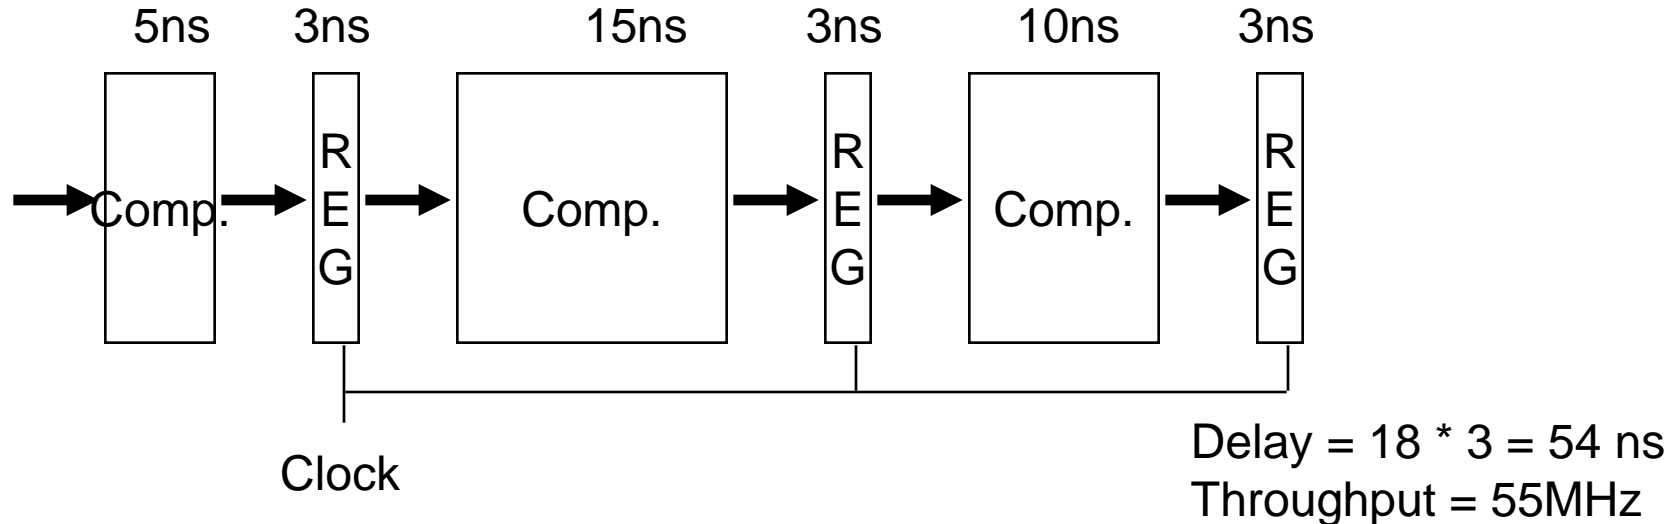 5ns 3ns 15ns 3ns 10ns 3ns
Comp.
R
E
G
Comp.
R
E
G
Comp.
R
E
G
Clock
Delay = 18 * 3 = 54 ns
Throughput = 55MHz